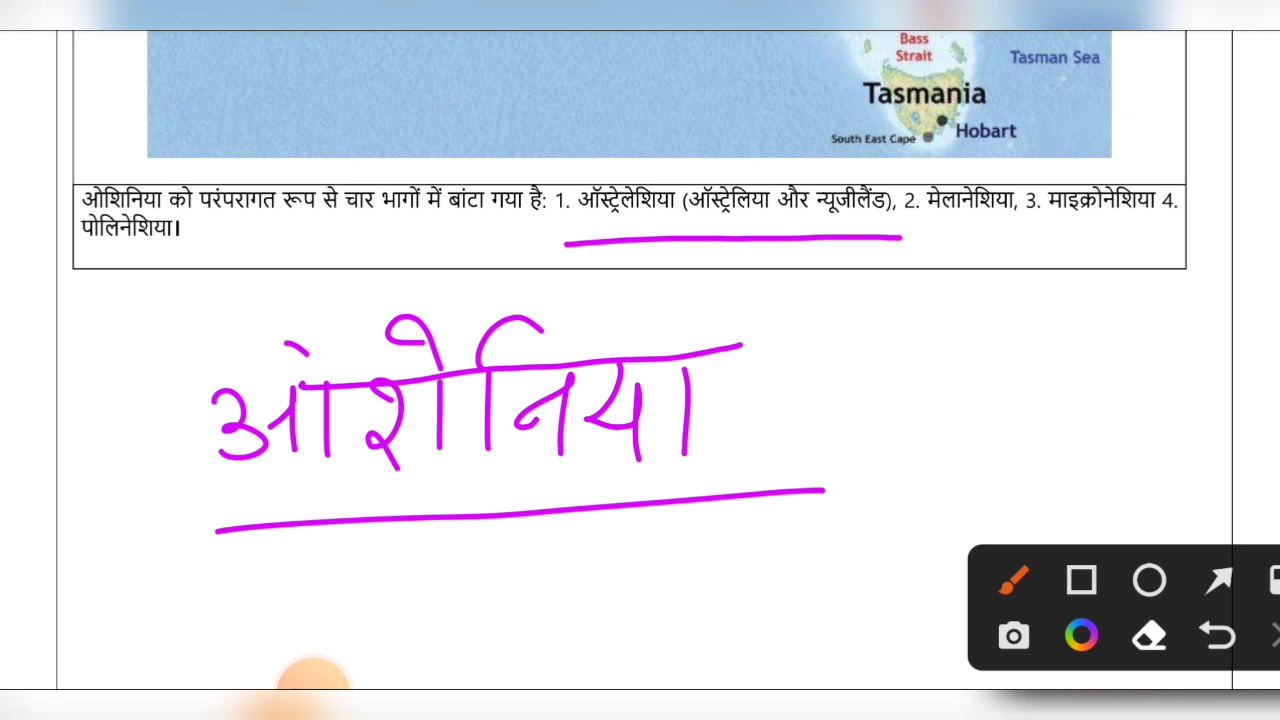 Bass
Strait
Tasman Sea
Tasmania
Hobart
South East Cape
ओशिनिया को परंपरागत रूप से चार भागों में बांटा गया है: 1. ऑस्ट्रेलेशिया (ऑस्ट्रेलिया और न्यूजीलैंड), 2. मेलानेशिया, 3. माइक्रोनेशिया 4.
पोलिनेशिया।
ओशेनिया